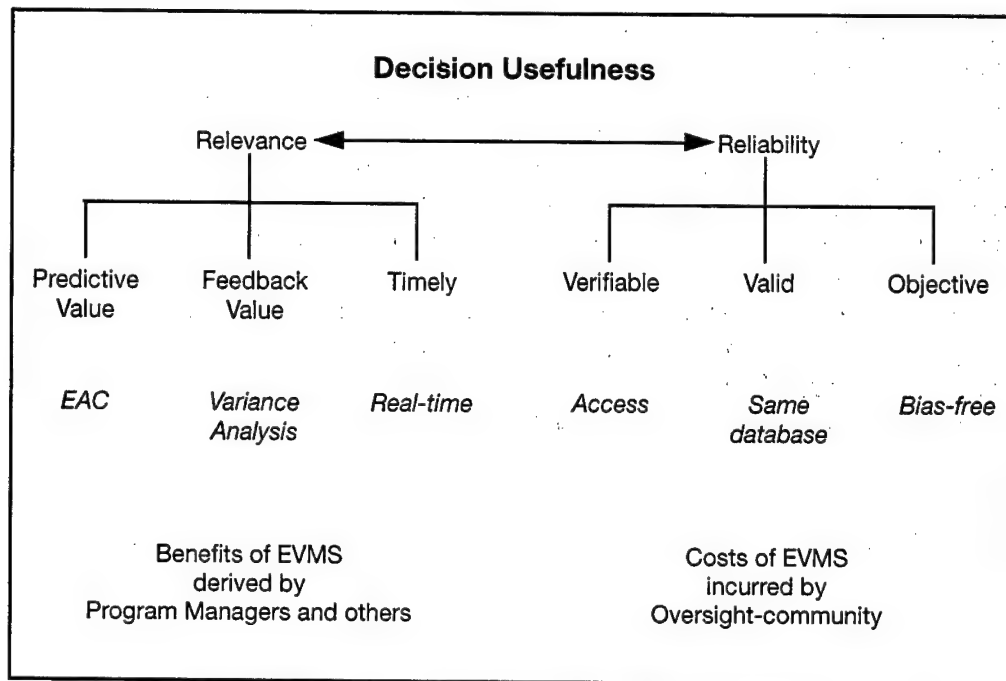 Decision Usefulness
Relevance
Reliability
Predictive
Value
Feedback
Value
Timely
Verifiable
Valid
Objective
EAC
Variance
Analysis
Real-time
Access
Same
database
Bias-free
Benefits of EVMS
derived by
Program Managers and others
Costs of EVMS
incurred by
Oversight-community